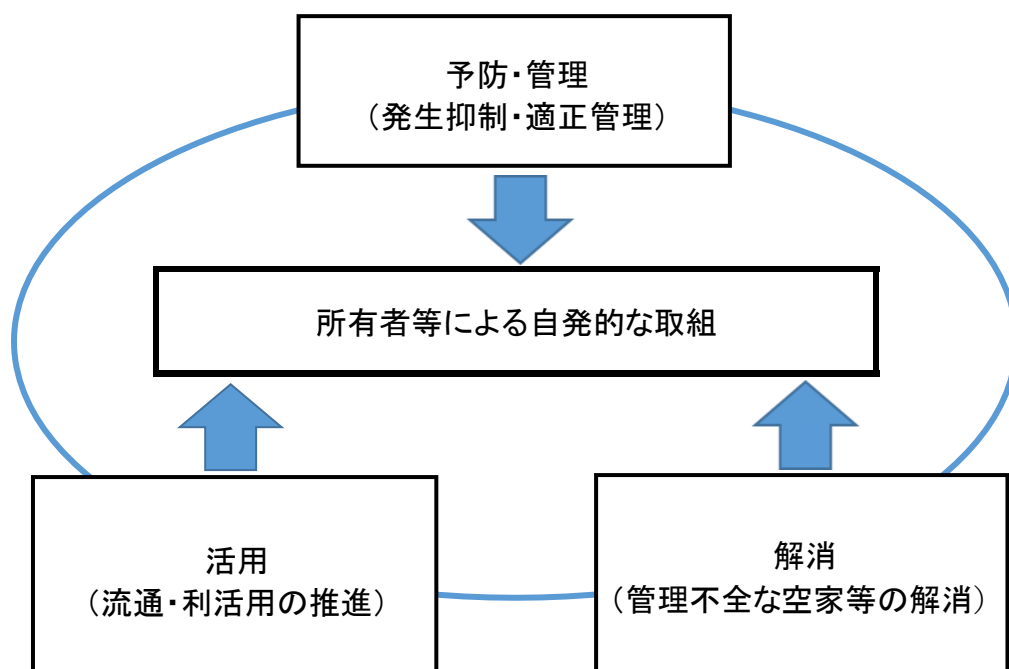 予防・管理
（発生抑制・適正管理）
所有者等による自発的な取組
活用
（流通・利活用の推進）
解消
（管理不全な空家等の解消）